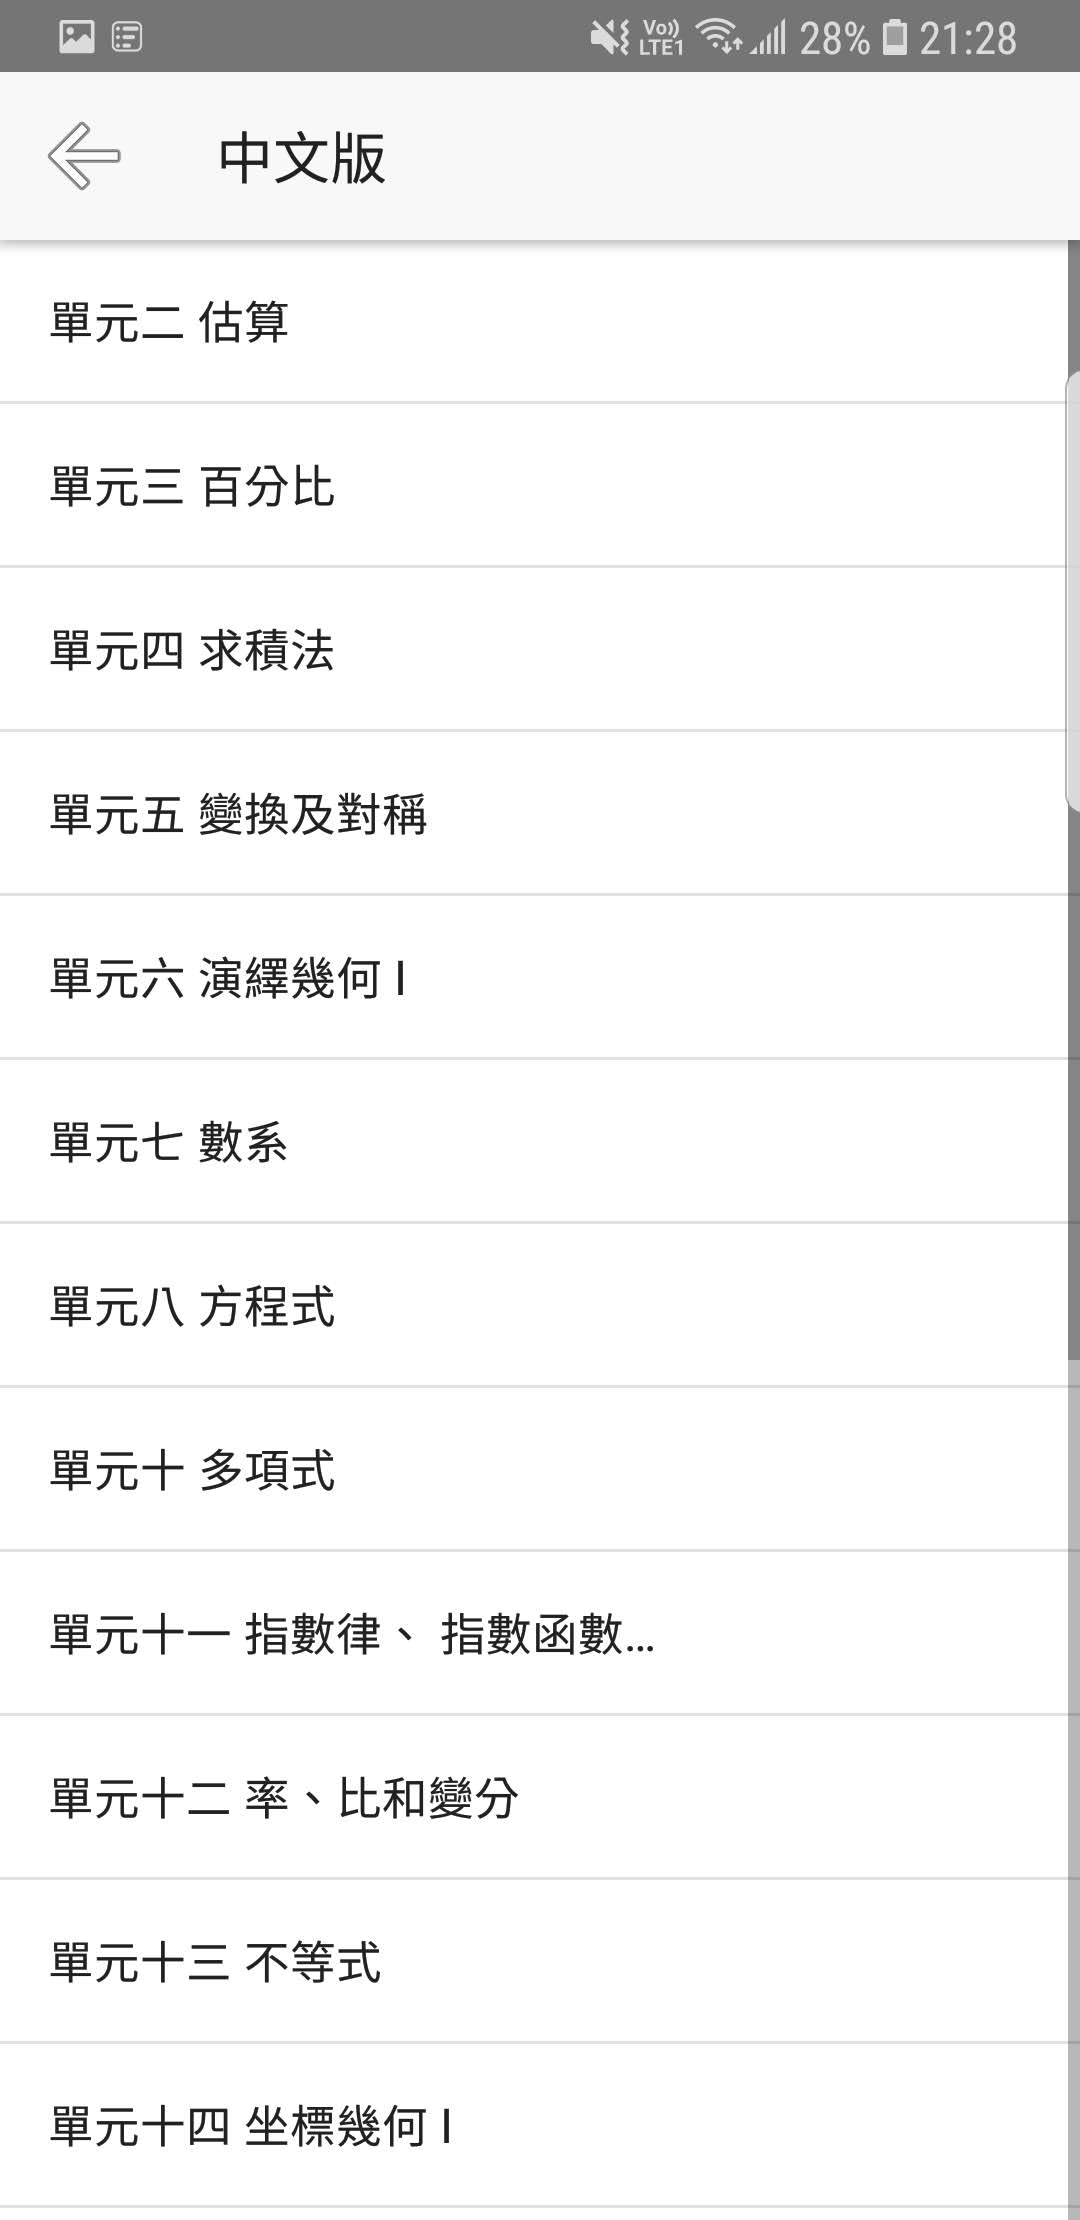 Vo)) LTE1 28% 21:28
中文版
單元二 估算
單元三 百分比
單元四 求積法
單元五 變換及對稱
單元六 演繹幾何 I
單元七 數系
單元八 方程式
單元十 多項式
單元十一 指數律、 指數函數...
單元十二 率、比和變分
單元十三 不等式
單元十四 坐標幾何 I